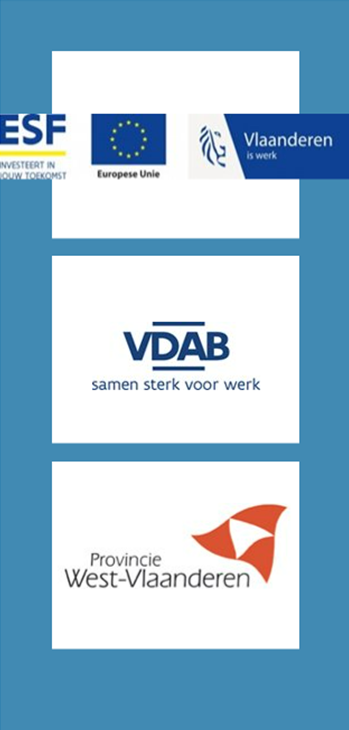 ESF
INVESTEERT IN
JOUW TOEKOMST
Europese Unie
Vlaanderen
is werk
VDAB
samen sterk voor werk
Provincie
West-Vlaanderen